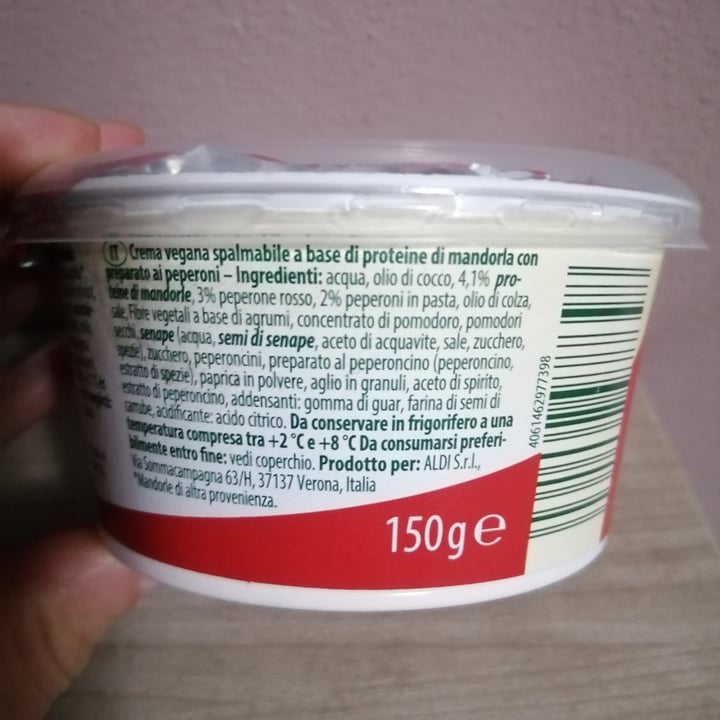 IT Crema vegana spalmabile a base di proteine di mandorla con
preparato ai peperoni – Ingredienti: acqua, olio di cocco, 4,1% pro-
teine di mandorle, 3% peperone rosso, 2% peperoni in pasta, olio di colza,
sale, Fibre vegetali a base di agrumi, concentrato di pomodoro, pomodori
secchi, senape (acqua, semi di senape, aceto di acquavite, sale, zucchero,
spezie), zucchero, peperoncini, preparato al peperoncino (peperoncino,
estratto di spezie), paprica in polvere, aglio in granuli, aceto di spirito,
estratto di peperoncino, addensanti: gomma di guar, farina di semi di
carrube, acidificante: acido citrico. Da conservare in frigorifero a una
temperatura compresa tra +2 °C e +8 °C Da consumarsi preferi-
bilmente entro fine: vedi coperchio. Prodotto per: ALDI S.r.l.,
Via Sommacampagna 63/H, 37137 Verona, Italia
*Mandorle di altra provenienza.
150g e
4061462977398